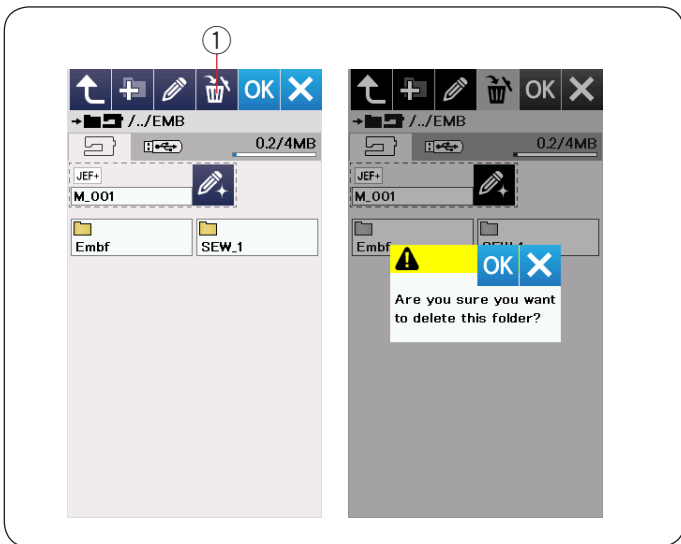 1
OK
/../EMB
0.2/4MB
JEF+
M_001
Embf
SEW_1
OK
/../EMB
0.2/4MB
JEF+
M_001
Embf
SEW_1
OK
Are you sure you want
to delete this folder?